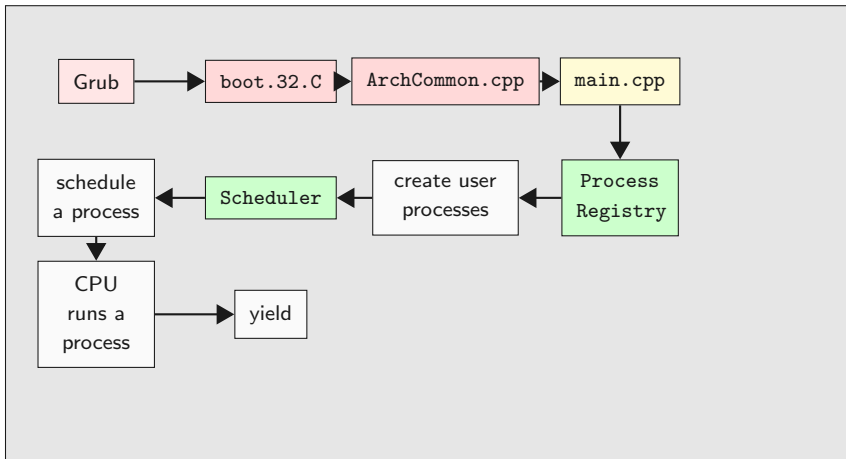 Grub
boot.32.C
ArchCommon.cpp
main.cpp
schedule
a process
Scheduler
create user
processes
Process
Registry
CPU
runs a
process
yield